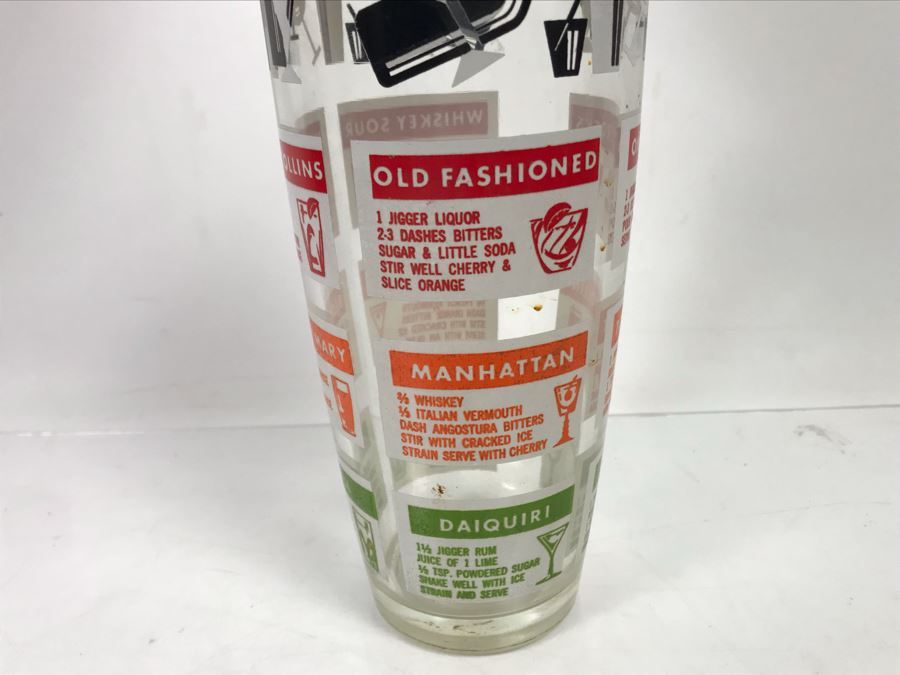 WHISKEY SOUR
OLLINS
OLD FASHIONED
1 JIGGER LIQUOR
2-3 DASHES BITTERS
SUGAR & LITTLE SODA
STIR WELL CHERRY &
SLICE ORANGE
MARY
MANHATTAN
⅔ WHISKEY
⅓ ITALIAN VERMOUTH
DASH ANGOSTURA BITTERS
STIR WITH CRACKED ICE
STRAIN SERVE WITH CHERRY
DAIQUIRI
1½ JIGGER RUM
JUICE OF 1 LIME
½ TSP. POWDERED SUGAR
SHAKE WELL WITH ICE
STRAIN AND SERVE